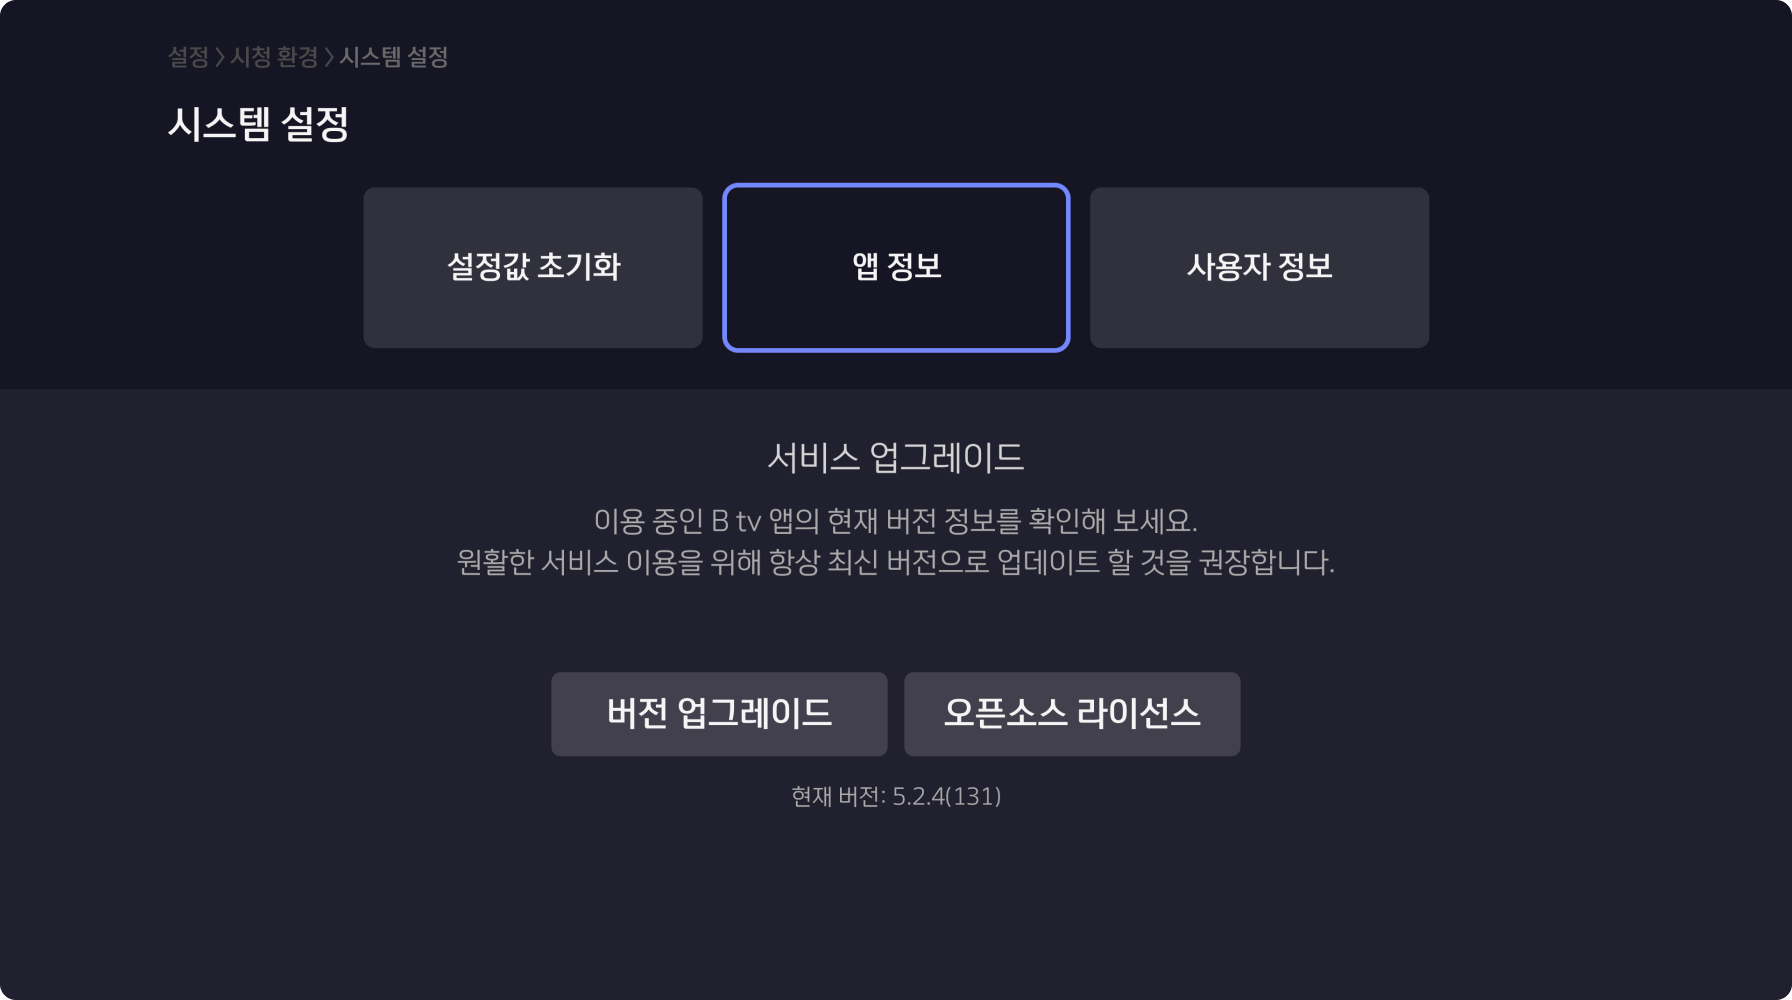 설정 > 시청 환경 > 시스템 설정
시스템 설정
설정값 초기화
앱 정보
사용자 정보
서비스 업그레이드
이용 중인 B tv 앱의 현재 버전 정보를 확인해 보세요.
원활한 서비스 이용을 위해 항상 최신 버전으로 업데이트 할 것을 권장합니다.
버전 업그레이드
오픈소스 라이선스
현재 버전: 5.2.4(131)